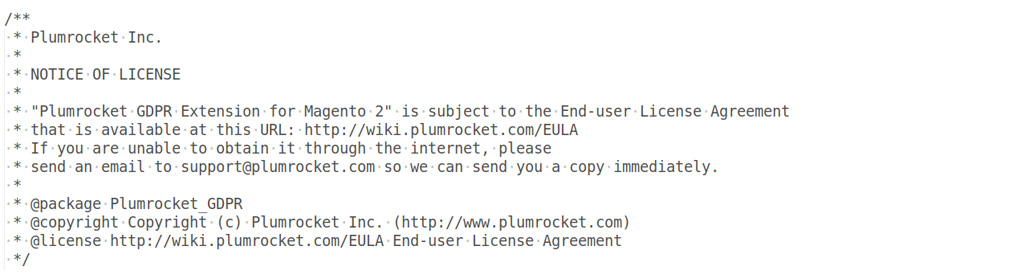 /**
 * Plumrocket Inc.
 *
 * NOTICE OF LICENSE
 *
 * "Plumrocket GDPR Extension for Magento 2" is subject to the End-user License Agreement
 * that is available at this URL: http://wiki.plumrocket.com/EULA
 * If you are unable to obtain it through the internet, please
 * send an email to support@plumrocket.com so we can send you a copy immediately.
 *
 * @package Plumrocket_GDPR
 * @copyright Copyright (c) Plumrocket Inc. (http://www.plumrocket.com)
 * @license http://wiki.plumrocket.com/EULA End-user License Agreement
 */